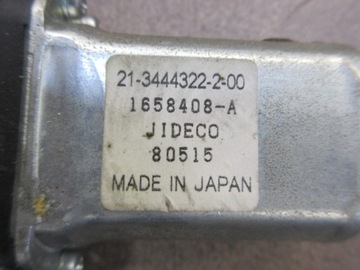 21-3444322-2-00
1658408-A
JIDECO
80515
MADE IN JAPAN